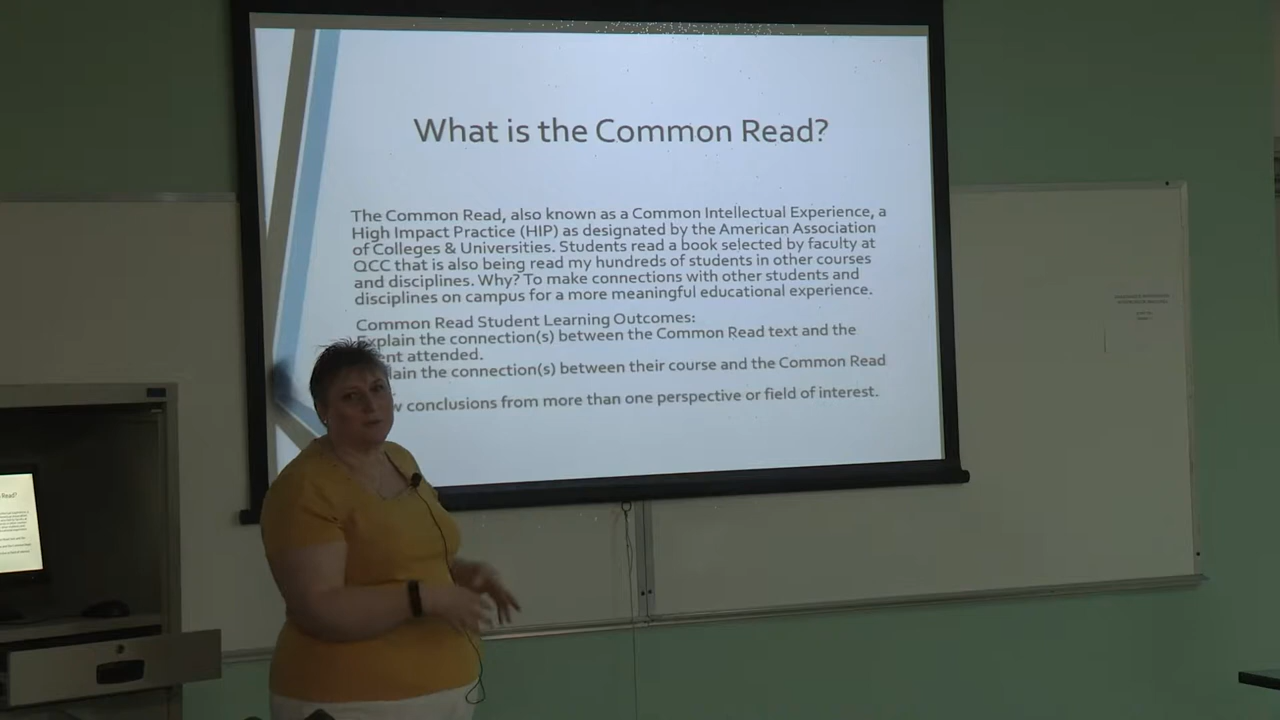 What is the Common Read?
The Common Read, also known as a Common Intellectual Experience, a
High Impact Practice (HIP) as designated by the American Association
of Colleges & Universities. Students read a book selected by faculty at
QCC that is also being read my hundreds of students in other courses
and disciplines. Why? To make connections with other students and
disciplines on campus for a more meaningful educational experience.
Common Read Student Learning Outcomes:
Explain the connection(s) between the Common Read text and the
attended.
the connection(s) between their course and the Common Read
conclusions from more than one perspective or field of interest.
Read?